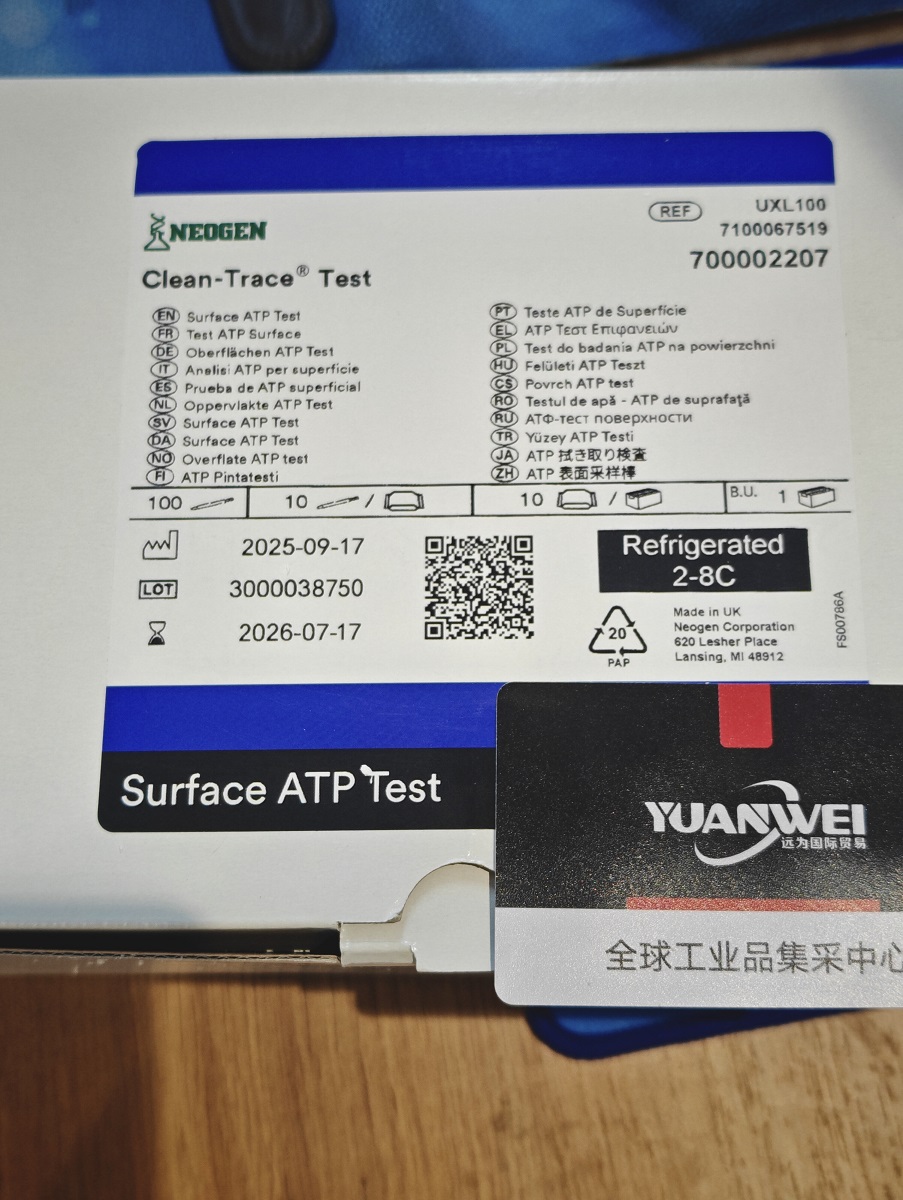 NEOGEN
Clean-Trace® Test
REF UXL100
7100067519
700002207
EN Surface ATP Test
FR Test ATP Surface
DE Oberflächen ATP Test
IT Analisi ATP per superficie
ES Prueba de ATP superficial
NL Oppervlakte ATP Test
SV Surface ATP Test
DA Surface ATP Test
NO Overflate ATP test
FI ATP Pintatesti
PT Teste ATP de Superfície
EL ATP Τεστ Επιφανειών
PL Test do badania ATP na powierzchni
HU Felületi ATP Teszt
CS Povrch ATP test
RO Testul de apă - ATP de suprafaţă
RU АТФ-тест поверхности
TR Yüzey ATP Testi
JA ATP 拭き取り検査
ZH ATP 表面采样棒
100
10 /
10 /
B.U. 1
2025-09-17
LOT 3000038750
2026-07-17
Refrigerated
2-8C
20
PAP
Made in UK
Neogen Corporation
620 Lesher Place
Lansing, MI 48912
FS00786A
Surface ATP Test
YUANWEI
远为国际贸易
全球工业品集采中心